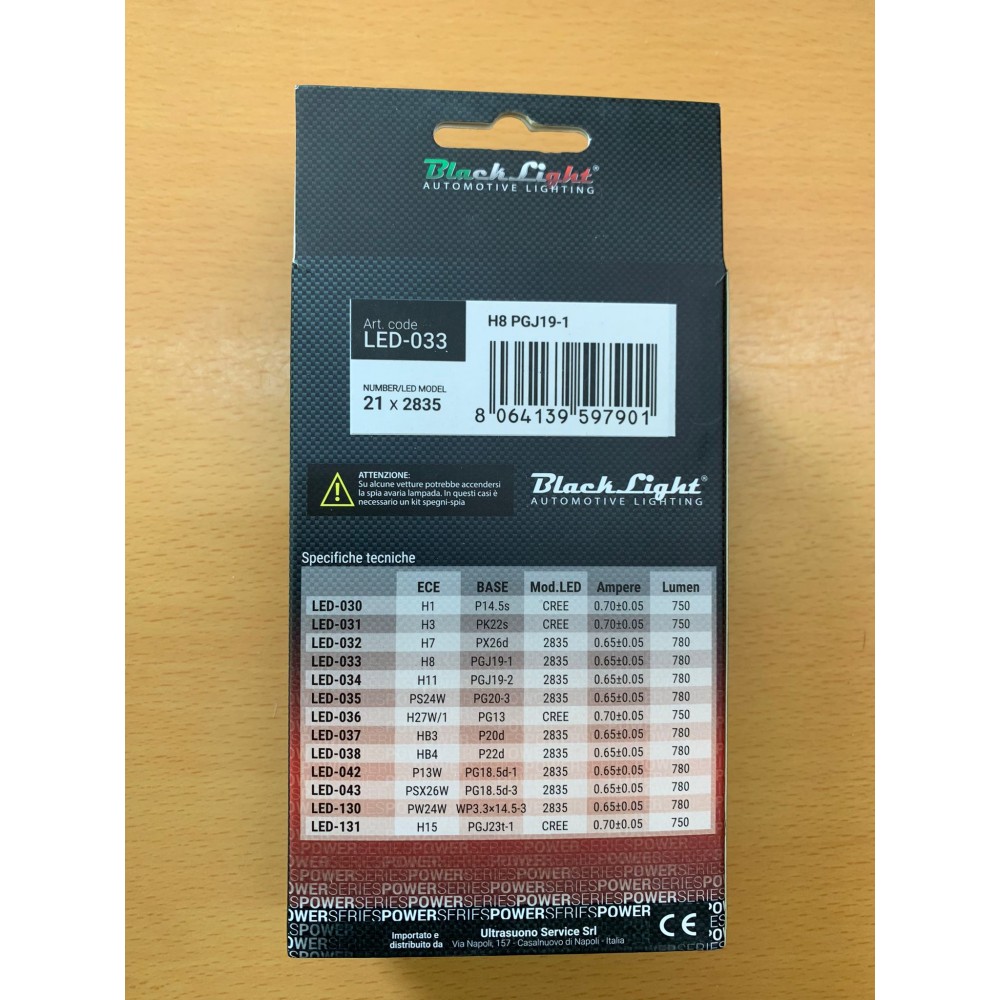 Black Light®
AUTOMOTIVE LIGHTING
Art. code
LED-033
H8 PGJ19-1
NUMBER/LED MODEL
21 x 2835
8 064139 597901
ATTENZIONE:
Su alcune vetture potrebbe accendersi
la spia avaria lampada. In questi casi è
necessario un kit spegni-spia
Black Light®
AUTOMOTIVE LIGHTING
Specifiche tecniche
ECE BASE Mod.LED Ampere Lumen
LED-030 H1 P14.5s CREE 0.70±0.05 750
LED-031 H3 PK22s CREE 0.70±0.05 750
LED-032 H7 PX26d 2835 0.65±0.05 780
LED-033 H8 PGJ19-1 2835 0.65±0.05 780
LED-034 H11 PGJ19-2 2835 0.65±0.05 780
LED-035 PS24W PG20-3 2835 0.65±0.05 780
LED-036 H27W/1 PG13 CREE 0.70±0.05 750
LED-037 HB3 P20d 2835 0.65±0.05 780
LED-038 HB4 P22d 2835 0.65±0.05 780
LED-042 P13W PG18.5d-1 2835 0.65±0.05 780
LED-043 PSX26W PG18.5d-3 2835 0.65±0.05 780
LED-130 PW24W WP3.3×14.5-3 2835 0.65±0.05 780
LED-131 H15 PGJ23t-1 CREE 0.70±0.05 750
POWERSERIESPOWERSERIESPOWERSERIESPOWER
SERIESPOWERSERIESPOWERSERIESPOWERSERIES
POWERSERIESPOWERSERIESPOWERSERIESPOWER
Importato e
distribuito da
Ultrasuono Service Srl
Via Napoli, 157 - Casalnuovo di Napoli - Italia
CE